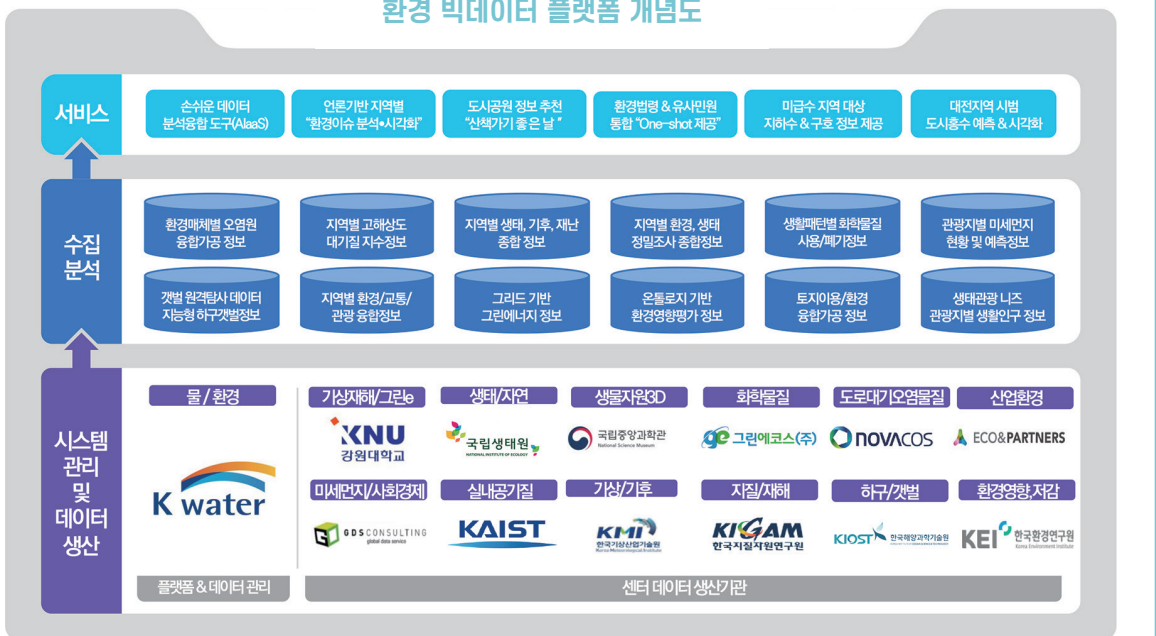 환경 빅데이터 플랫폼 개념도
서비스
손쉬운 데이터
분석융합 도구(AIaaS)
언론기반 지역별
“환경이슈 분석•시각화”
도시공원 정보 추천
“산책가기 좋은 날”
환경법령 & 유사민원
통합 “One-shot 제공”
미급수 지역 대상
지하수 & 구호 정보 제공
대전지역 시범
도시홍수 예측 & 시각화
수집
분석
환경매체별 오염원
융합가공 정보
지역별 고해상도
대기질 지수정보
지역별 생태, 기후, 재난
종합 정보
지역별 환경, 생태
정밀조사 종합정보
생활패턴별 화학물질
사용/폐기정보
관광지별 미세먼지
현황 및 예측정보
갯벌 원격탐사 데이터
지능형 하구갯벌정보
지역별 환경/교통/
관광 융합정보
그리드 기반
그린에너지 정보
온톨로지 기반
환경영향평가 정보
토지이용/환경
융합가공 정보
생태관광 니즈
관광지별 생활인구 정보
시스템
관리
및
데이터
생산
물 / 환경
K water
플랫폼 & 데이터 관리
기상재해/그린e
KNU
강원대학교
생태/자연
국립생태원
NATIONAL INSTITUTE OF ECOLOGY
생물자원3D
국립중앙과학관
National Science Museum
화학물질
ge 그린에코스(주)
도로대기오염물질
NOVACOS
산업환경
ECO&PARTNERS
미세먼지/사회경제
GDSCONSULTING
global data service
실내공기질
KAIST
기상/기후
KMI
한국기상산업기술원
Korea Meteorological Institute
지질/재해
KIGAM
한국지질자원연구원
하구/갯벌
KIOST 한국해양과학기술원
환경영향,저감
KEI 한국환경연구원
Korea Environment Institute
센터 데이터 생산기관